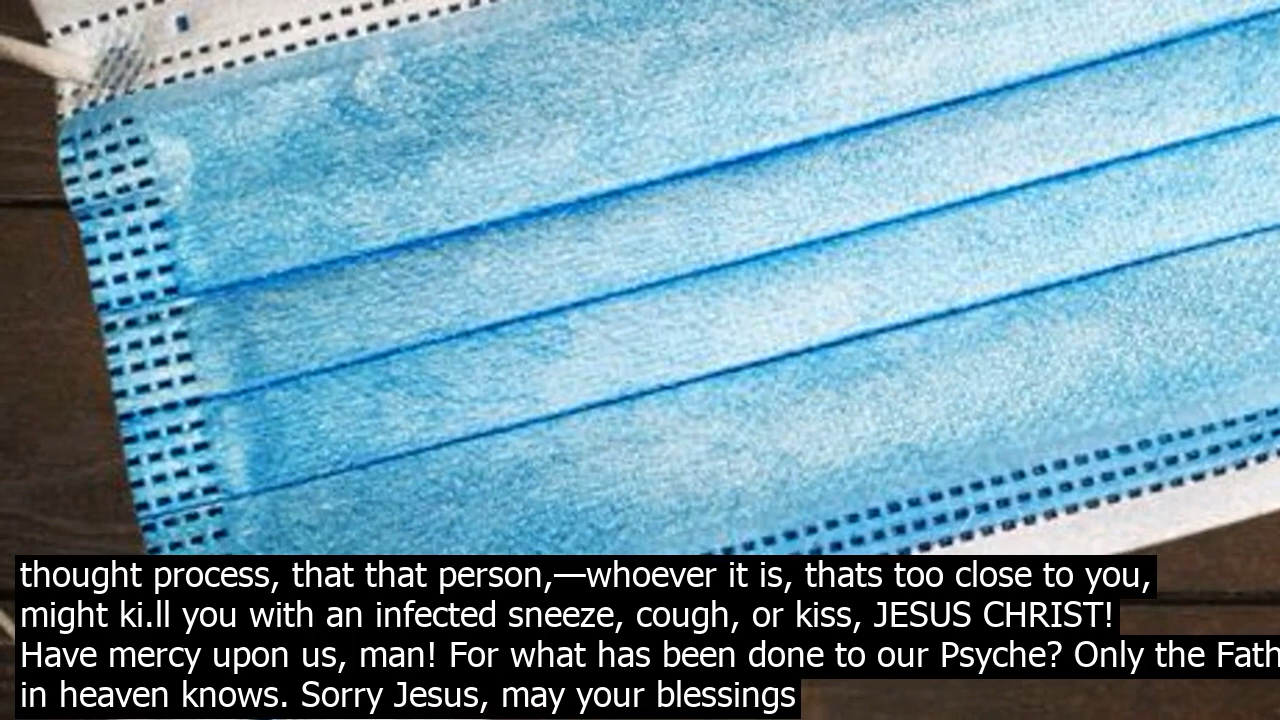 thought process, that that person,—whoever it is, thats too close to you,
might ki.ll you with an infected sneeze, cough, or kiss, JESUS CHRIST!
Have mercy upon us, man! For what has been done to our Psyche? Only the
in heaven knows. Sorry Jesus, may your blessings